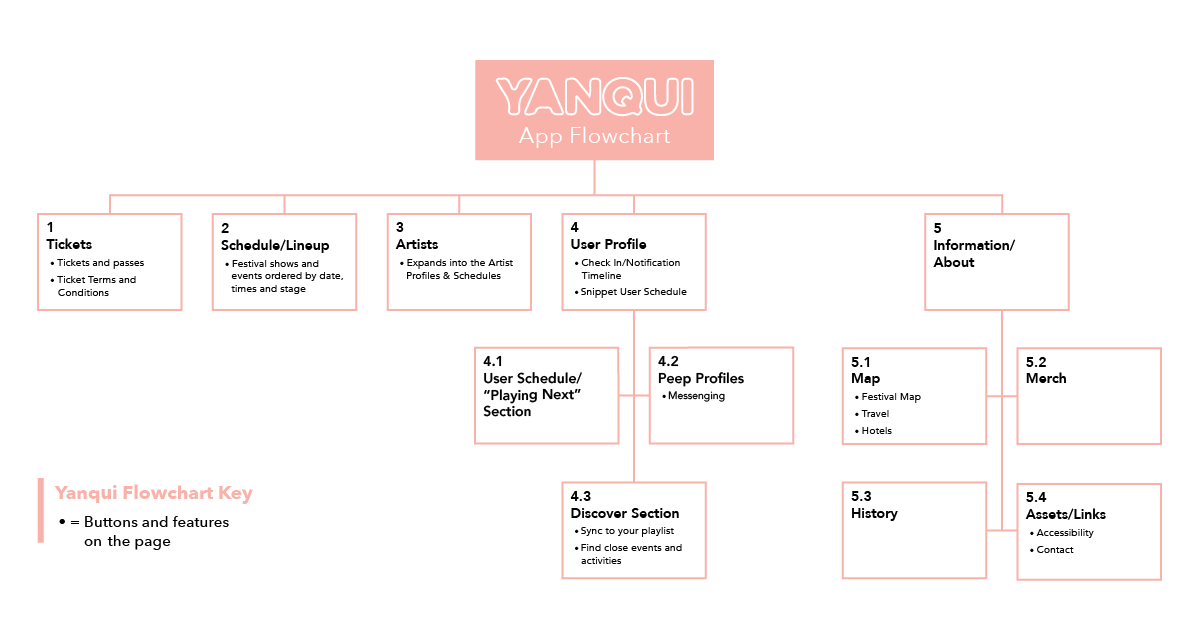 YANQUI
App Flowchart
1
Tickets
• Tickets and passes
• Ticket Terms and
Conditions
2
Schedule/Lineup
• Festival shows and
events ordered by date,
times and stage
3
Artists
• Expands into the Artist
Profiles & Schedules
4
User Profile
• Check In/Notification
Timeline
• Snippet User Schedule
5
Information/
About
4.1
User Schedule/
“Playing Next”
Section
4.2
Peep Profiles
• Messenging
5.1
Map
• Festival Map
• Travel
• Hotels
5.2
Merch
4.3
Discover Section
• Sync to your playlist
• Find close events and
activities
5.3
History
5.4
Assets/Links
• Accessibility
• Contact
Yanqui Flowchart Key
• = Buttons and features
on the page